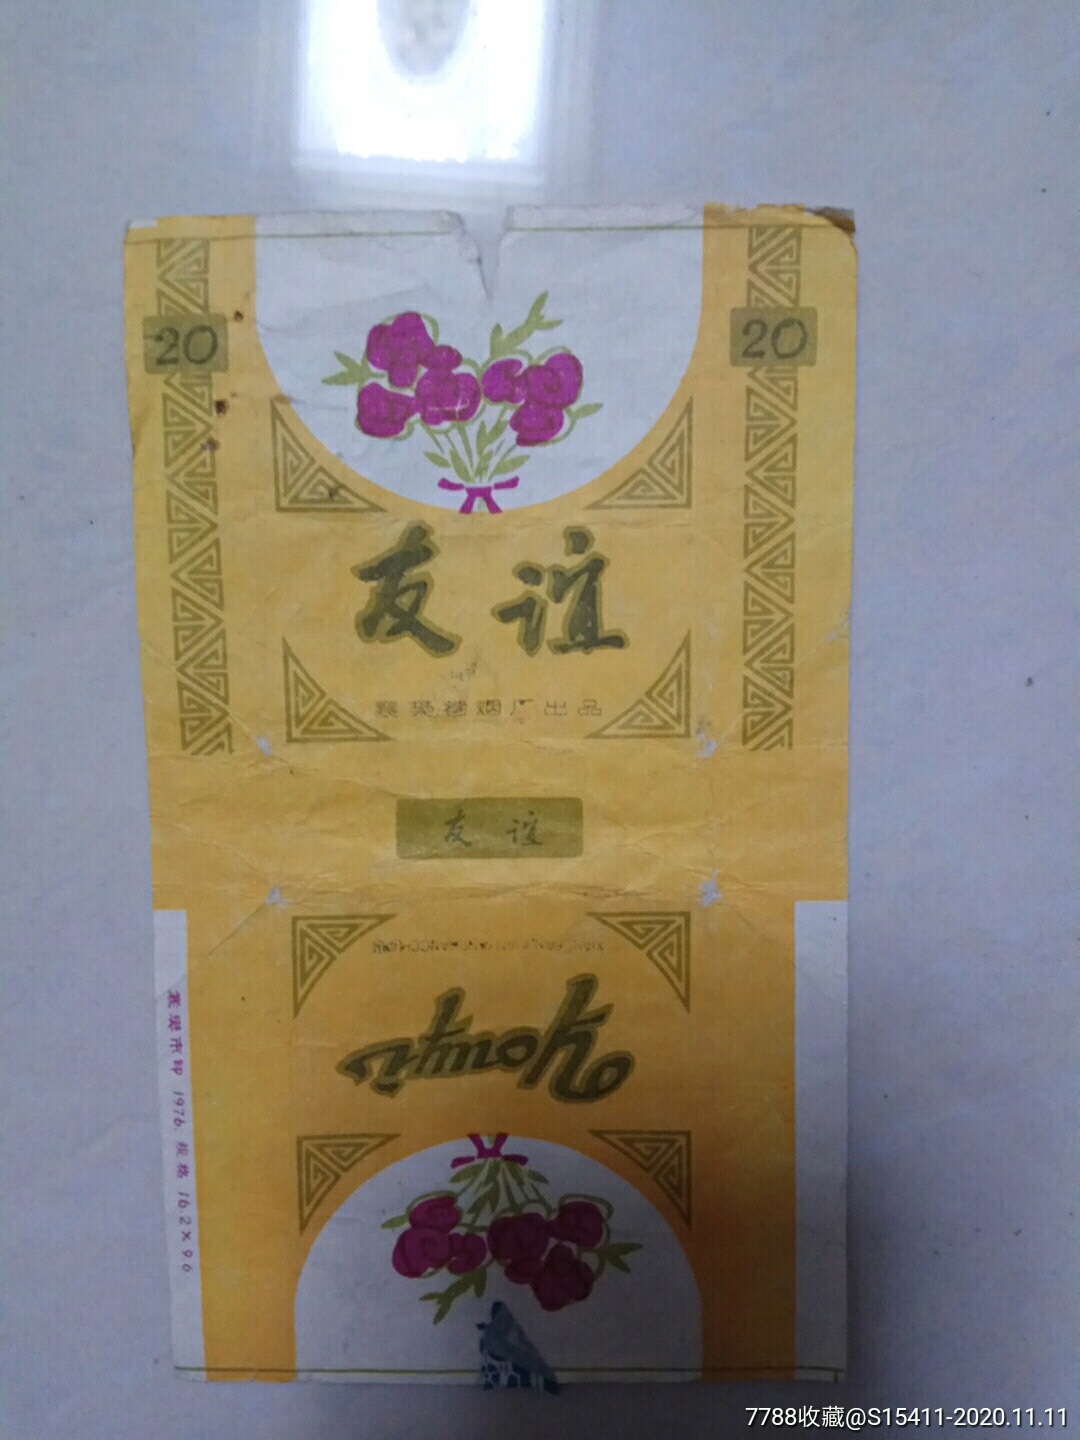 20
20
友谊
襄樊卷烟厂出品
友谊
Youyi
襄樊市印 1976. 规格 16.2×9.6
7788收藏@S15411-2020.11.11